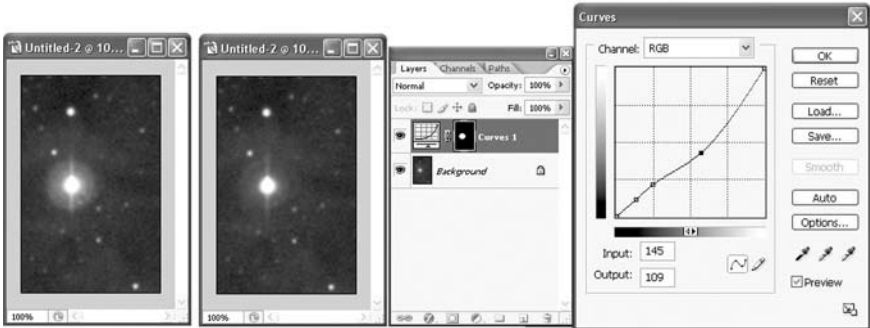 Untitled-2 @ 10...
100%
Untitled-2 @ 10...
100%
Layers Channels Paths
Normal Opacity: 100%
Lock: Fill: 100%
Curves 1
Background
Curves
Channel: RGB
OK
Reset
Load...
Save...
Smooth
Auto
Options...
Input: 145
Output: 109
Preview